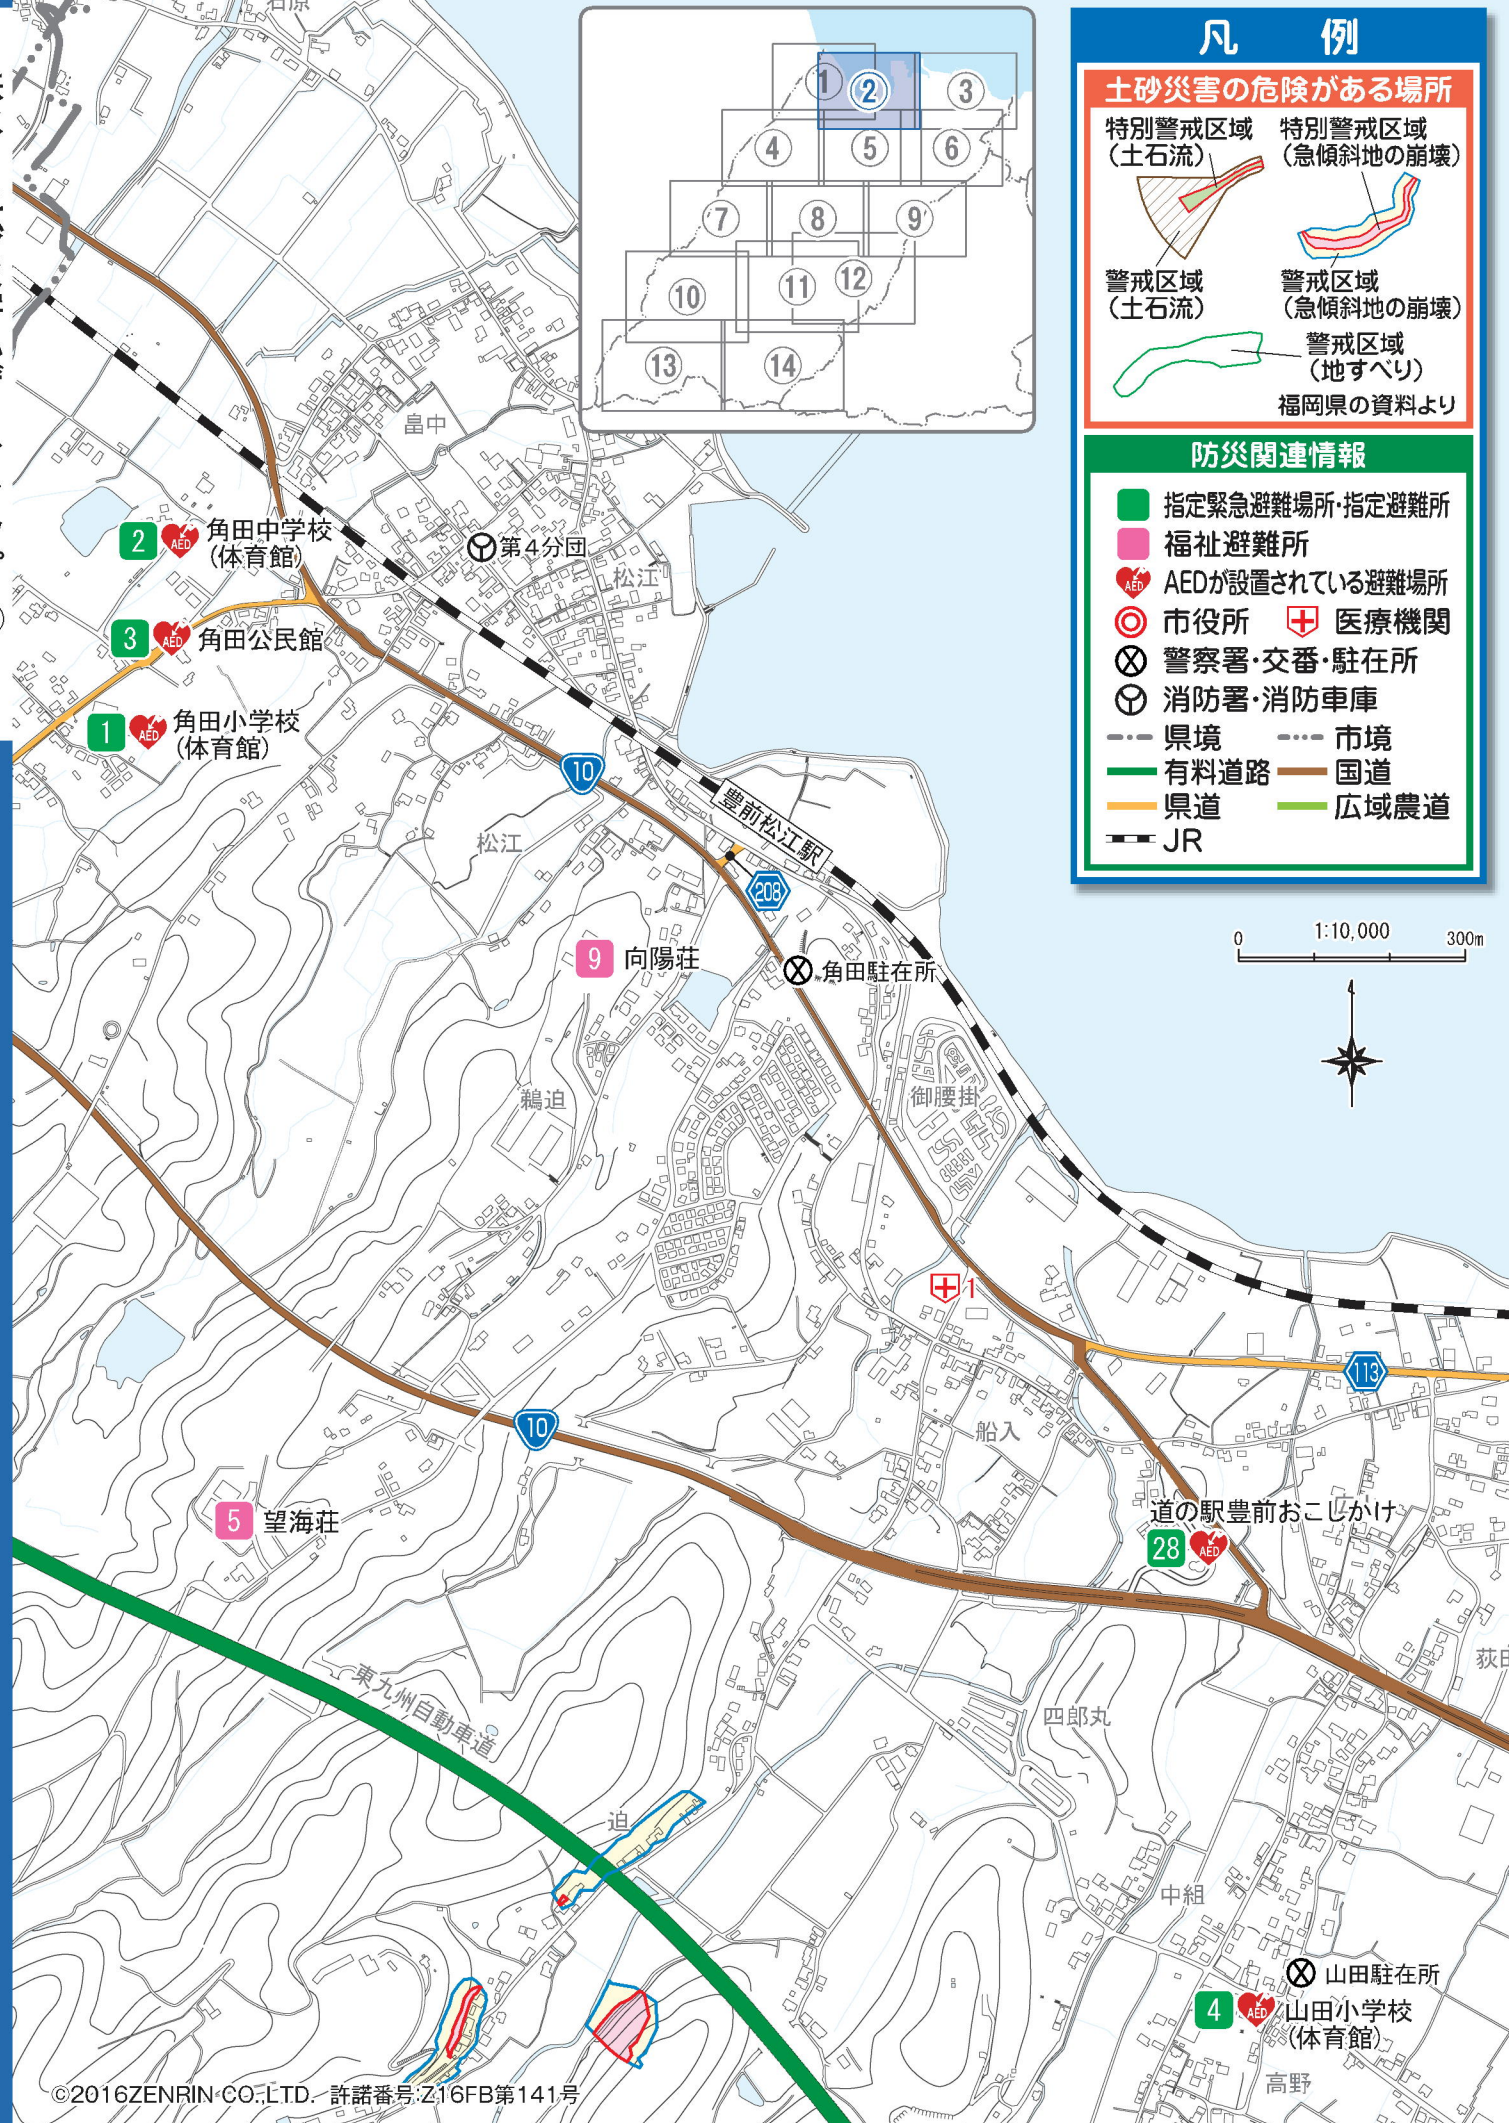 凡 例
土砂災害の危険がある場所
特別警戒区域
（土石流）
特別警戒区域
（急傾斜地の崩壊）
警戒区域
（土石流）
警戒区域
（急傾斜地の崩壊）
警戒区域
（地すべり）
福岡県の資料より
防災関連情報
指定緊急避難場所・指定避難所
福祉避難所
AED
AEDが設置されている避難場所
市役所
医療機関
警察署・交番・駐在所
消防署・消防車庫
県境
市境
有料道路
国道
県道
広域農道
JR
0
1:10,000
300m
4
1
2
3
4
5
6
7
8
9
10
11
12
13
14
畠中
2
AED
角田中学校
（体育館）
第4分団
松江
3
AED
角田公民館
1
AED
角田小学校
（体育館）
10
豊前松江駅
松江
208
9
向陽荘
角田駐在所
鵜迫
御腰掛
1
113
10
船入
5
望海荘
道の駅豊前おこしかけ
28
AED
東九州自動車道
四郎丸
迫
中組
山田駐在所
4
AED
山田小学校
（体育館）
高野
©2016ZENRIN CO.,LTD. 許諾番号:Z16FB第141号